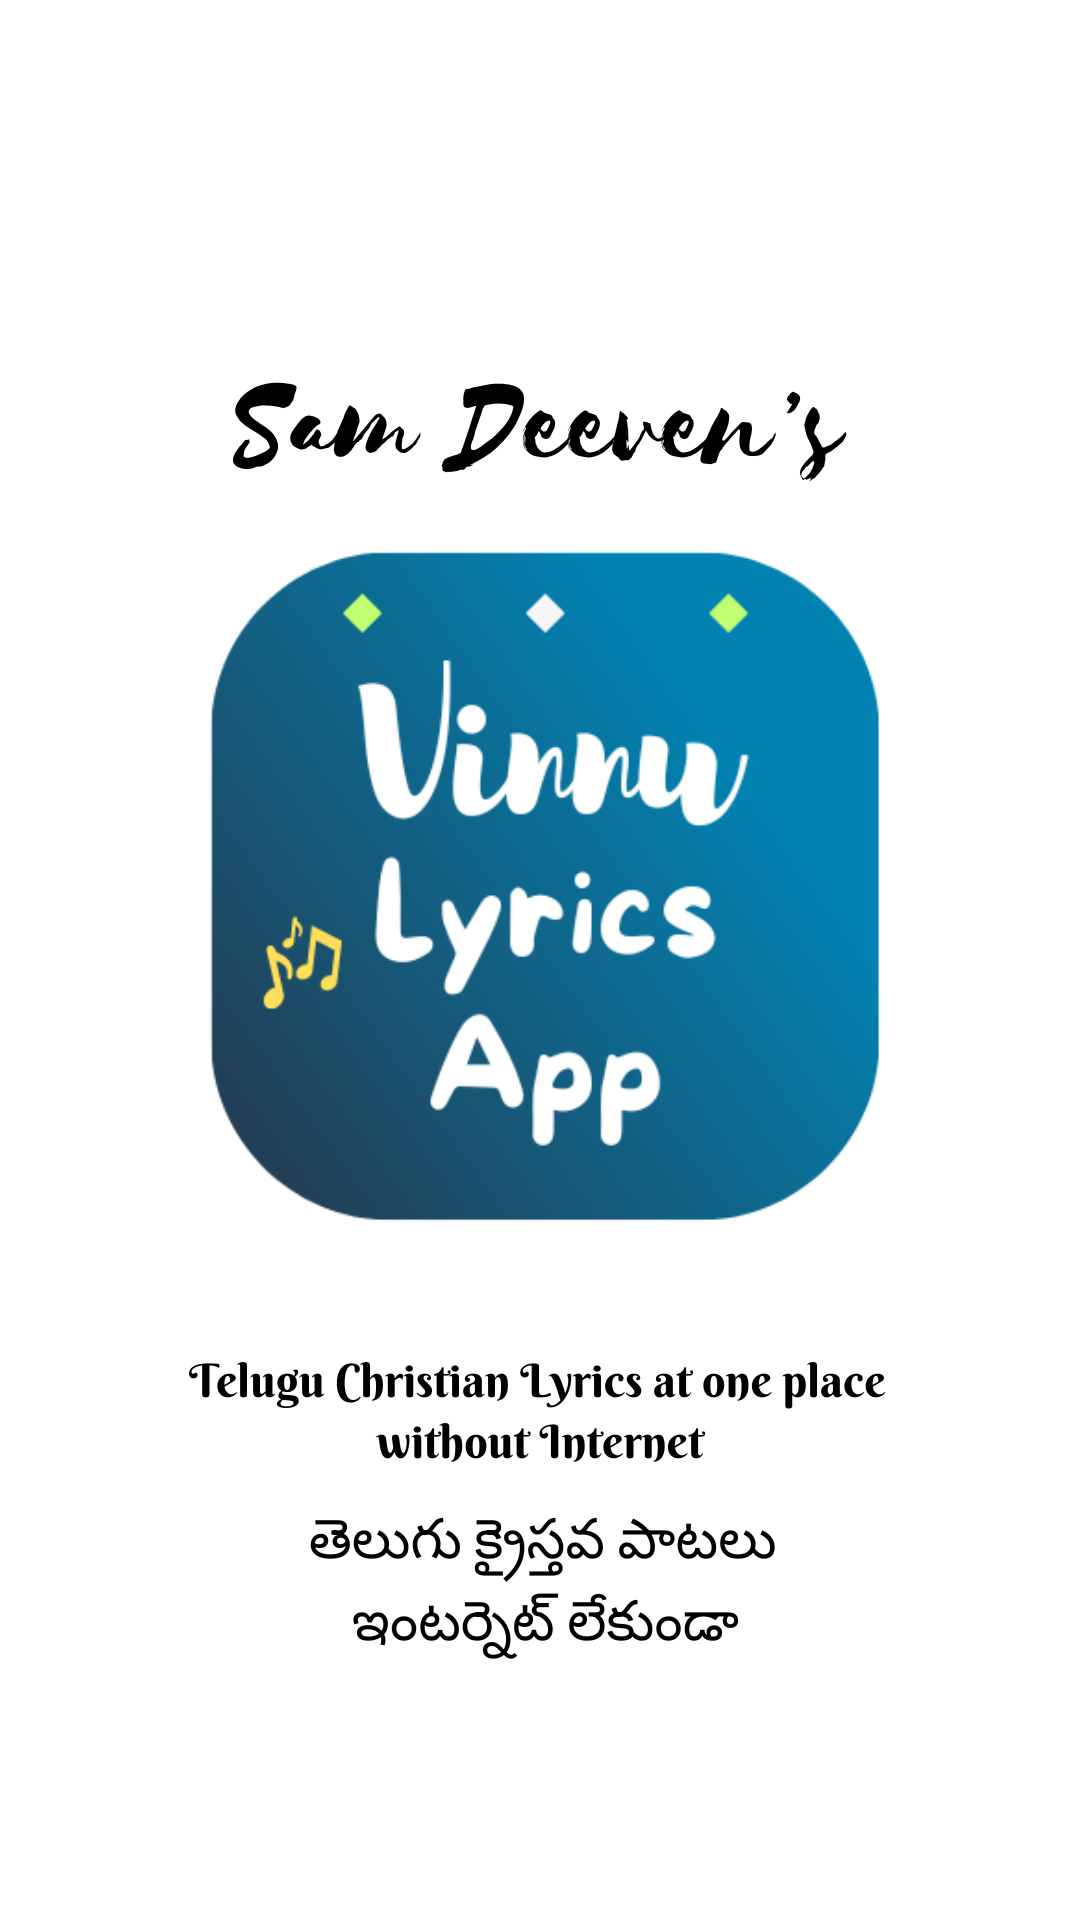 Sam Deeven's
Vinnu
Lyrics
App
Telugu Christian Lyrics at one place
without Internet
తెలుగు క్రైస్తవ పాటలు
ఇంటర్నెట్ లేకుండా